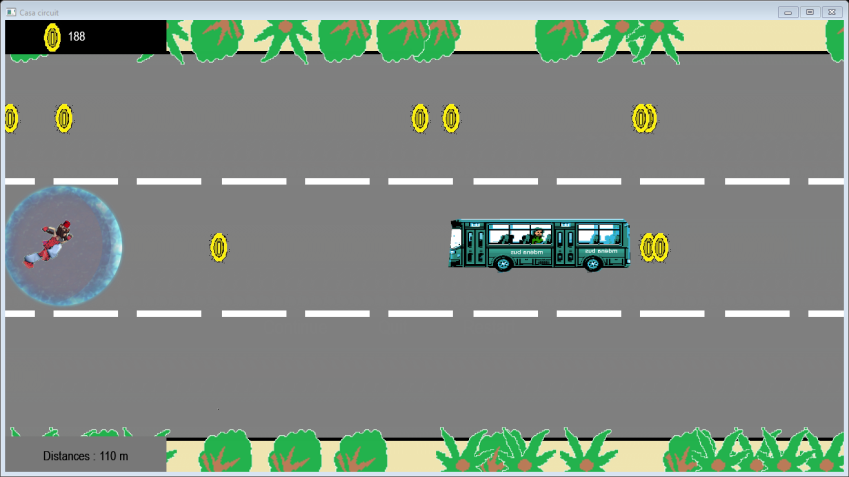 Casa circuit
188
Distances : 110 m